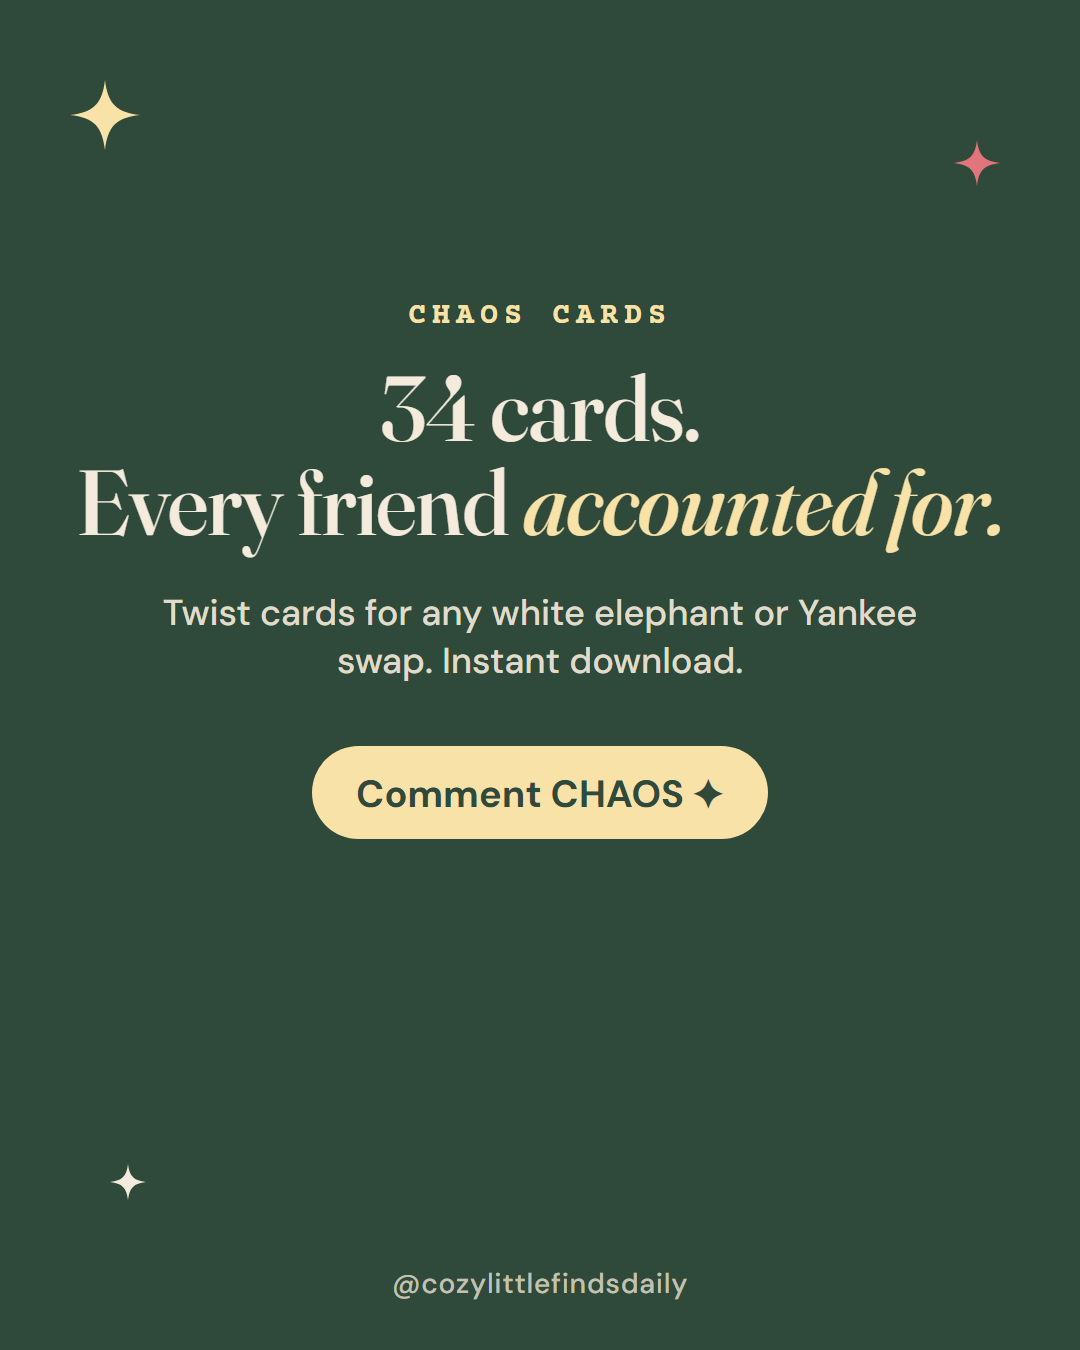 CHAOS CARDS
34 cards.
Every friend accounted for.
Twist cards for any white elephant or Yankee
swap. Instant download.
Comment CHAOS ✦
@cozylittlefindsdaily